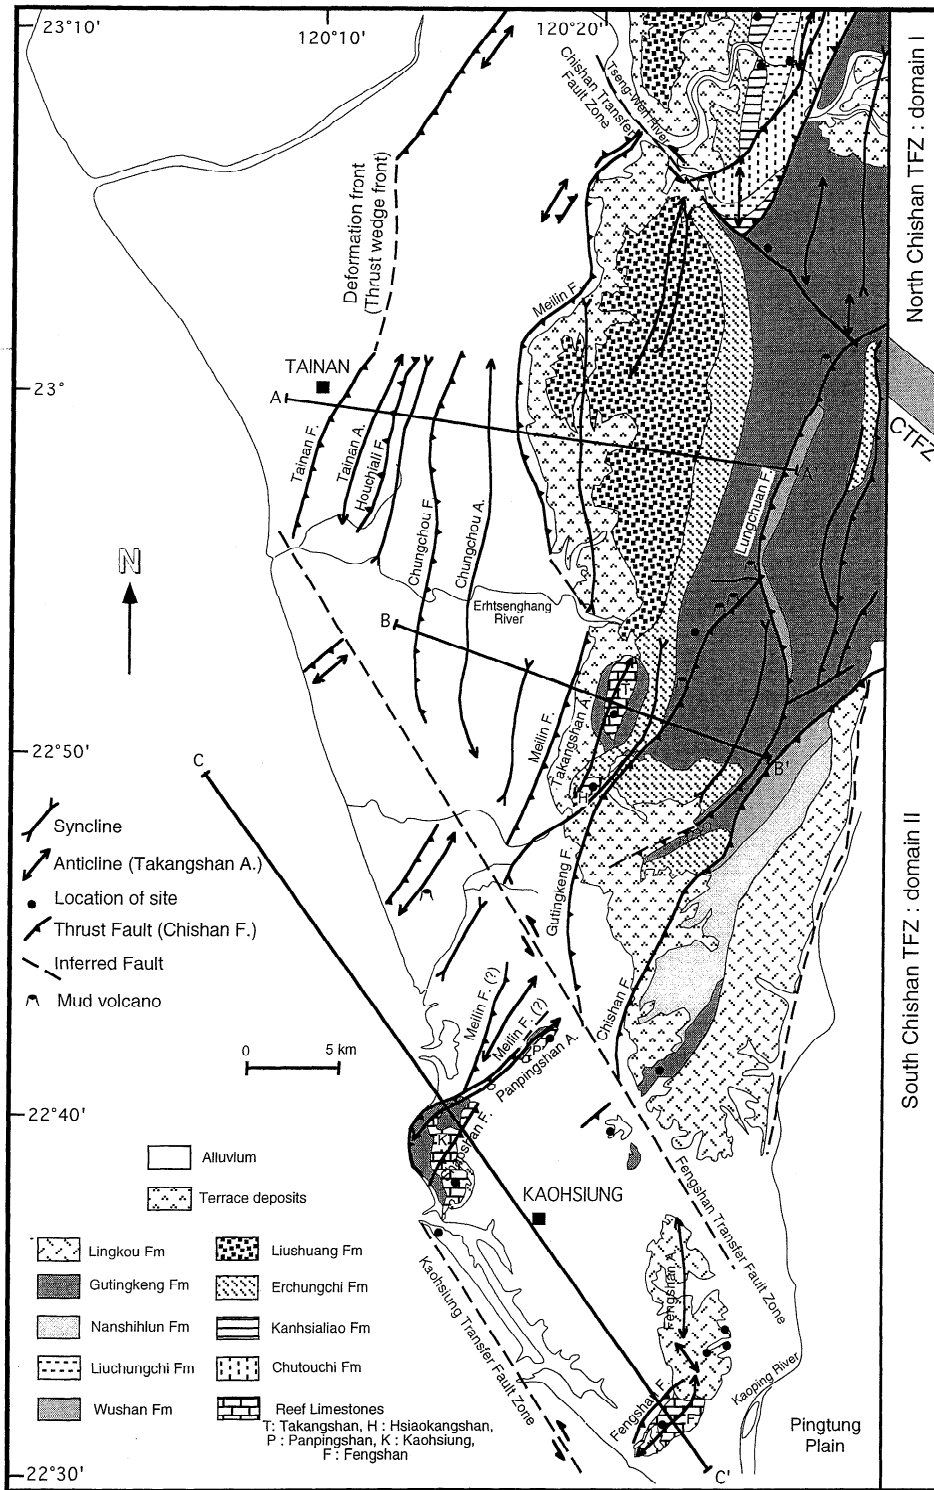 23°10'
120°10'
120°20'
Chishan Transfer
Fault Zone
Tseng-Wen River
North Chishan TFZ : domain I
Deformation front
(Thrust wedge front)
Meilin F.
TAINAN
23°
A
A'
CTFZ
Tainan F.
Tainan A.
Houchiali F.
Chungchou F.
Chungchou A.
Lungchuan F.
N
Erhtsenghang
River
B
B'
T
Takangshan A.
Meilin F.
H
22°50'
C
Syncline
Anticline (Takangshan A.)
Location of site
Thrust Fault (Chishan F.)
Inferred Fault
Mud volcano
Gutingkeng F.
Chishan F.
Meilin F. (?)
Meilin F. (?)
P
Panpingshan A.
0 5 km
South Chishan TFZ : domain II
22°40'
K
KAOHSIUNG
Fengshan Transfer Fault Zone
Kaohsiung Transfer Fault Zone
Fengshan A.
Fengshan F.
F
Kaoping River
Pingtung
Plain
C'
22°30'
Alluvium
Terrace deposits
Lingkou Fm
Liushuang Fm
Gutingkeng Fm
Erchungchi Fm
Nanshihlun Fm
Kanhsialiao Fm
Liuchungchi Fm
Chutouchi Fm
Wushan Fm
Reef Limestones
T: Takangshan, H : Hsiaokangshan,
P : Panpingshan, K : Kaohsiung,
F : Fengshan